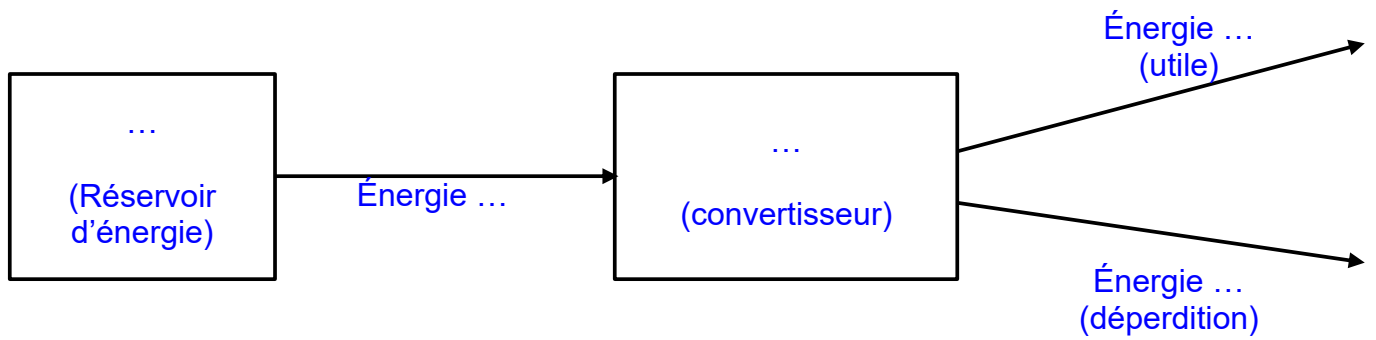 …
(Réservoir
d’énergie)
Énergie …
…
(convertisseur)
Énergie …
(utile)
Énergie …
(déperdition)